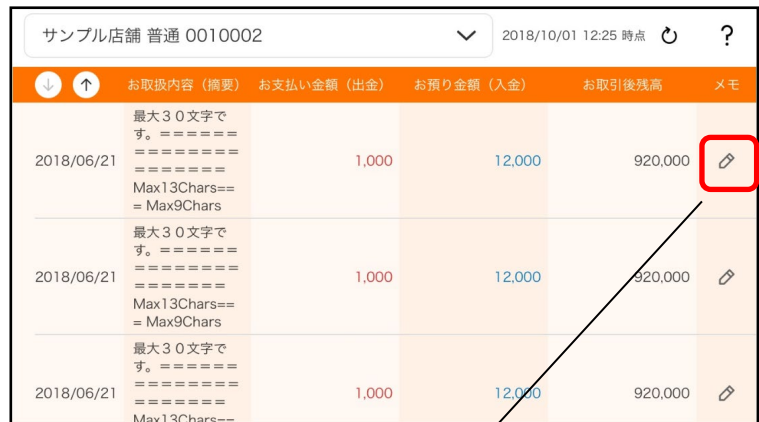 サンプル店舗 普通 0010002
2018/10/01 12:25 時点
?
お取扱内容（摘要） お支払い金額（出金） お預り金額（入金） お取引後残高 メモ
最大３０文字で
す。＝＝＝＝＝＝
＝＝＝＝＝＝＝＝
＝＝＝＝＝＝＝
Max13Chars==
= Max9Chars
2018/06/21 1,000 12,000 920,000
最大３０文字で
す。＝＝＝＝＝＝
＝＝＝＝＝＝＝＝
＝＝＝＝＝＝＝
Max13Chars==
= Max9Chars
2018/06/21 1,000 12,000 920,000
最大３０文字で
す。＝＝＝＝＝＝
＝＝＝＝＝＝＝＝
＝＝＝＝＝＝＝
Max13Chars==
2018/06/21 1,000 12,000 920,000